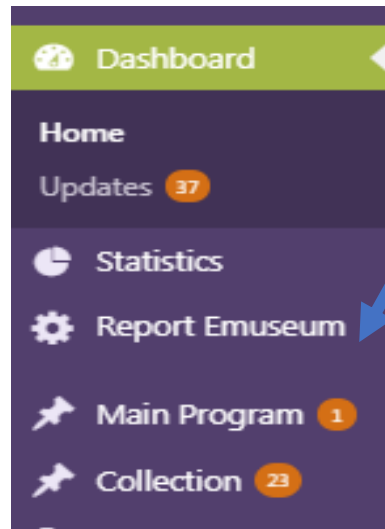 Dashboard
Home
Updates 37
Statistics
Report Emuseum
Main Program 1
Collection 23